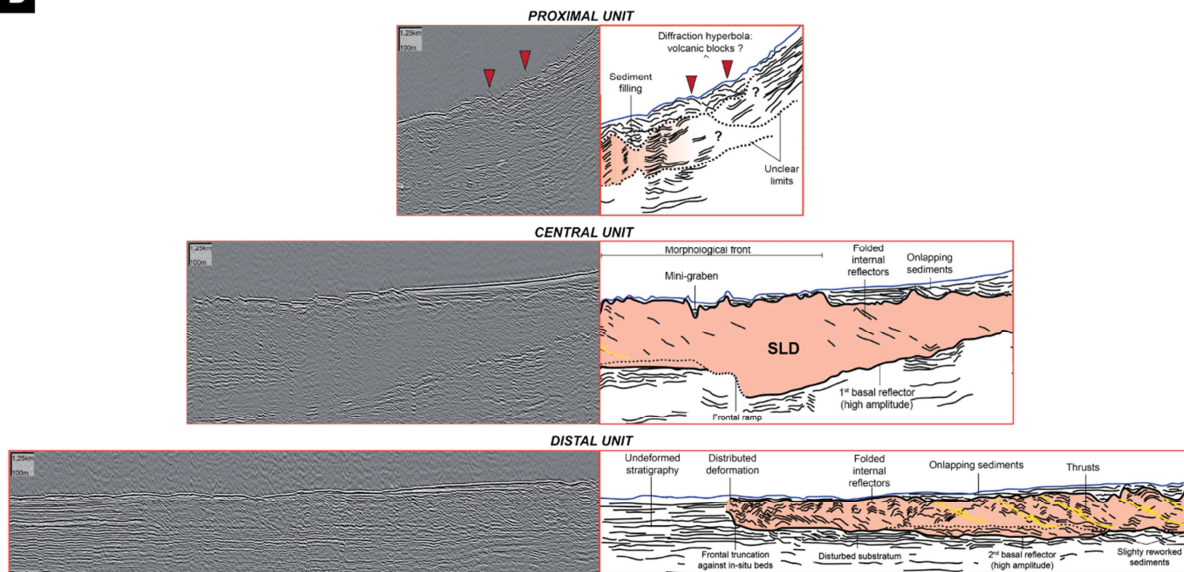 PROXIMAL UNIT
1,25km
100m
Diffraction hyperbola:
volcanic blocks ?
Sediment
filling
?
?
Unclear
limits
CENTRAL UNIT
1,25km
100m
Morphological front
Mini-graben
Folded
internal
reflectors
Onlapping
sediments
SLD
1st basal reflector
(high amplitude)
Frontal ramp
DISTAL UNIT
1,25km
100m
Undeformed
stratigraphy
Distributed
deformation
Folded
internal
reflectors
Onlapping sediments
Thrusts
Frontal truncation
against in-situ beds
Disturbed substratum
2nd basal reflector
(high amplitude)
Slighty reworked
sediments